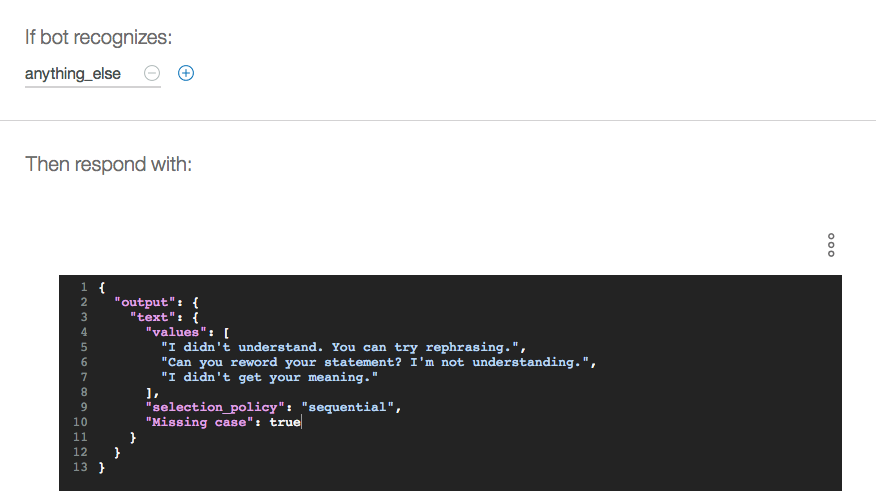 If bot recognizes:
anything_else
Then respond with:
1 {
2 "output": {
3 "text": {
4 "values": [
5 "I didn't understand. You can try rephrasing.",
6 "Can you reword your statement? I'm not understanding.",
7 "I didn't get your meaning."
8 ],
9 "selection_policy": "sequential",
10 "Missing case": true
11 }
12 }
13 }